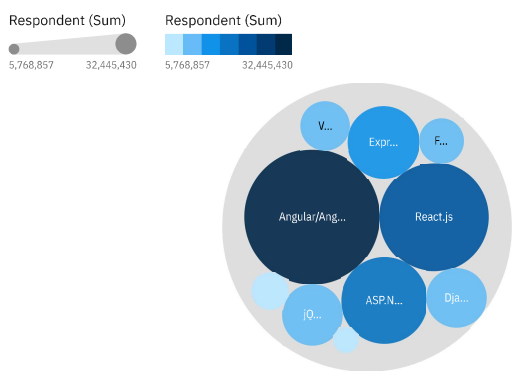 Respondent (Sum)
5,768,857 32,445,430
Respondent (Sum)
5,768,857 32,445,430
V...
Expr...
F...
Angular/Ang...
React.js
jQ...
ASP.N...
Dja...